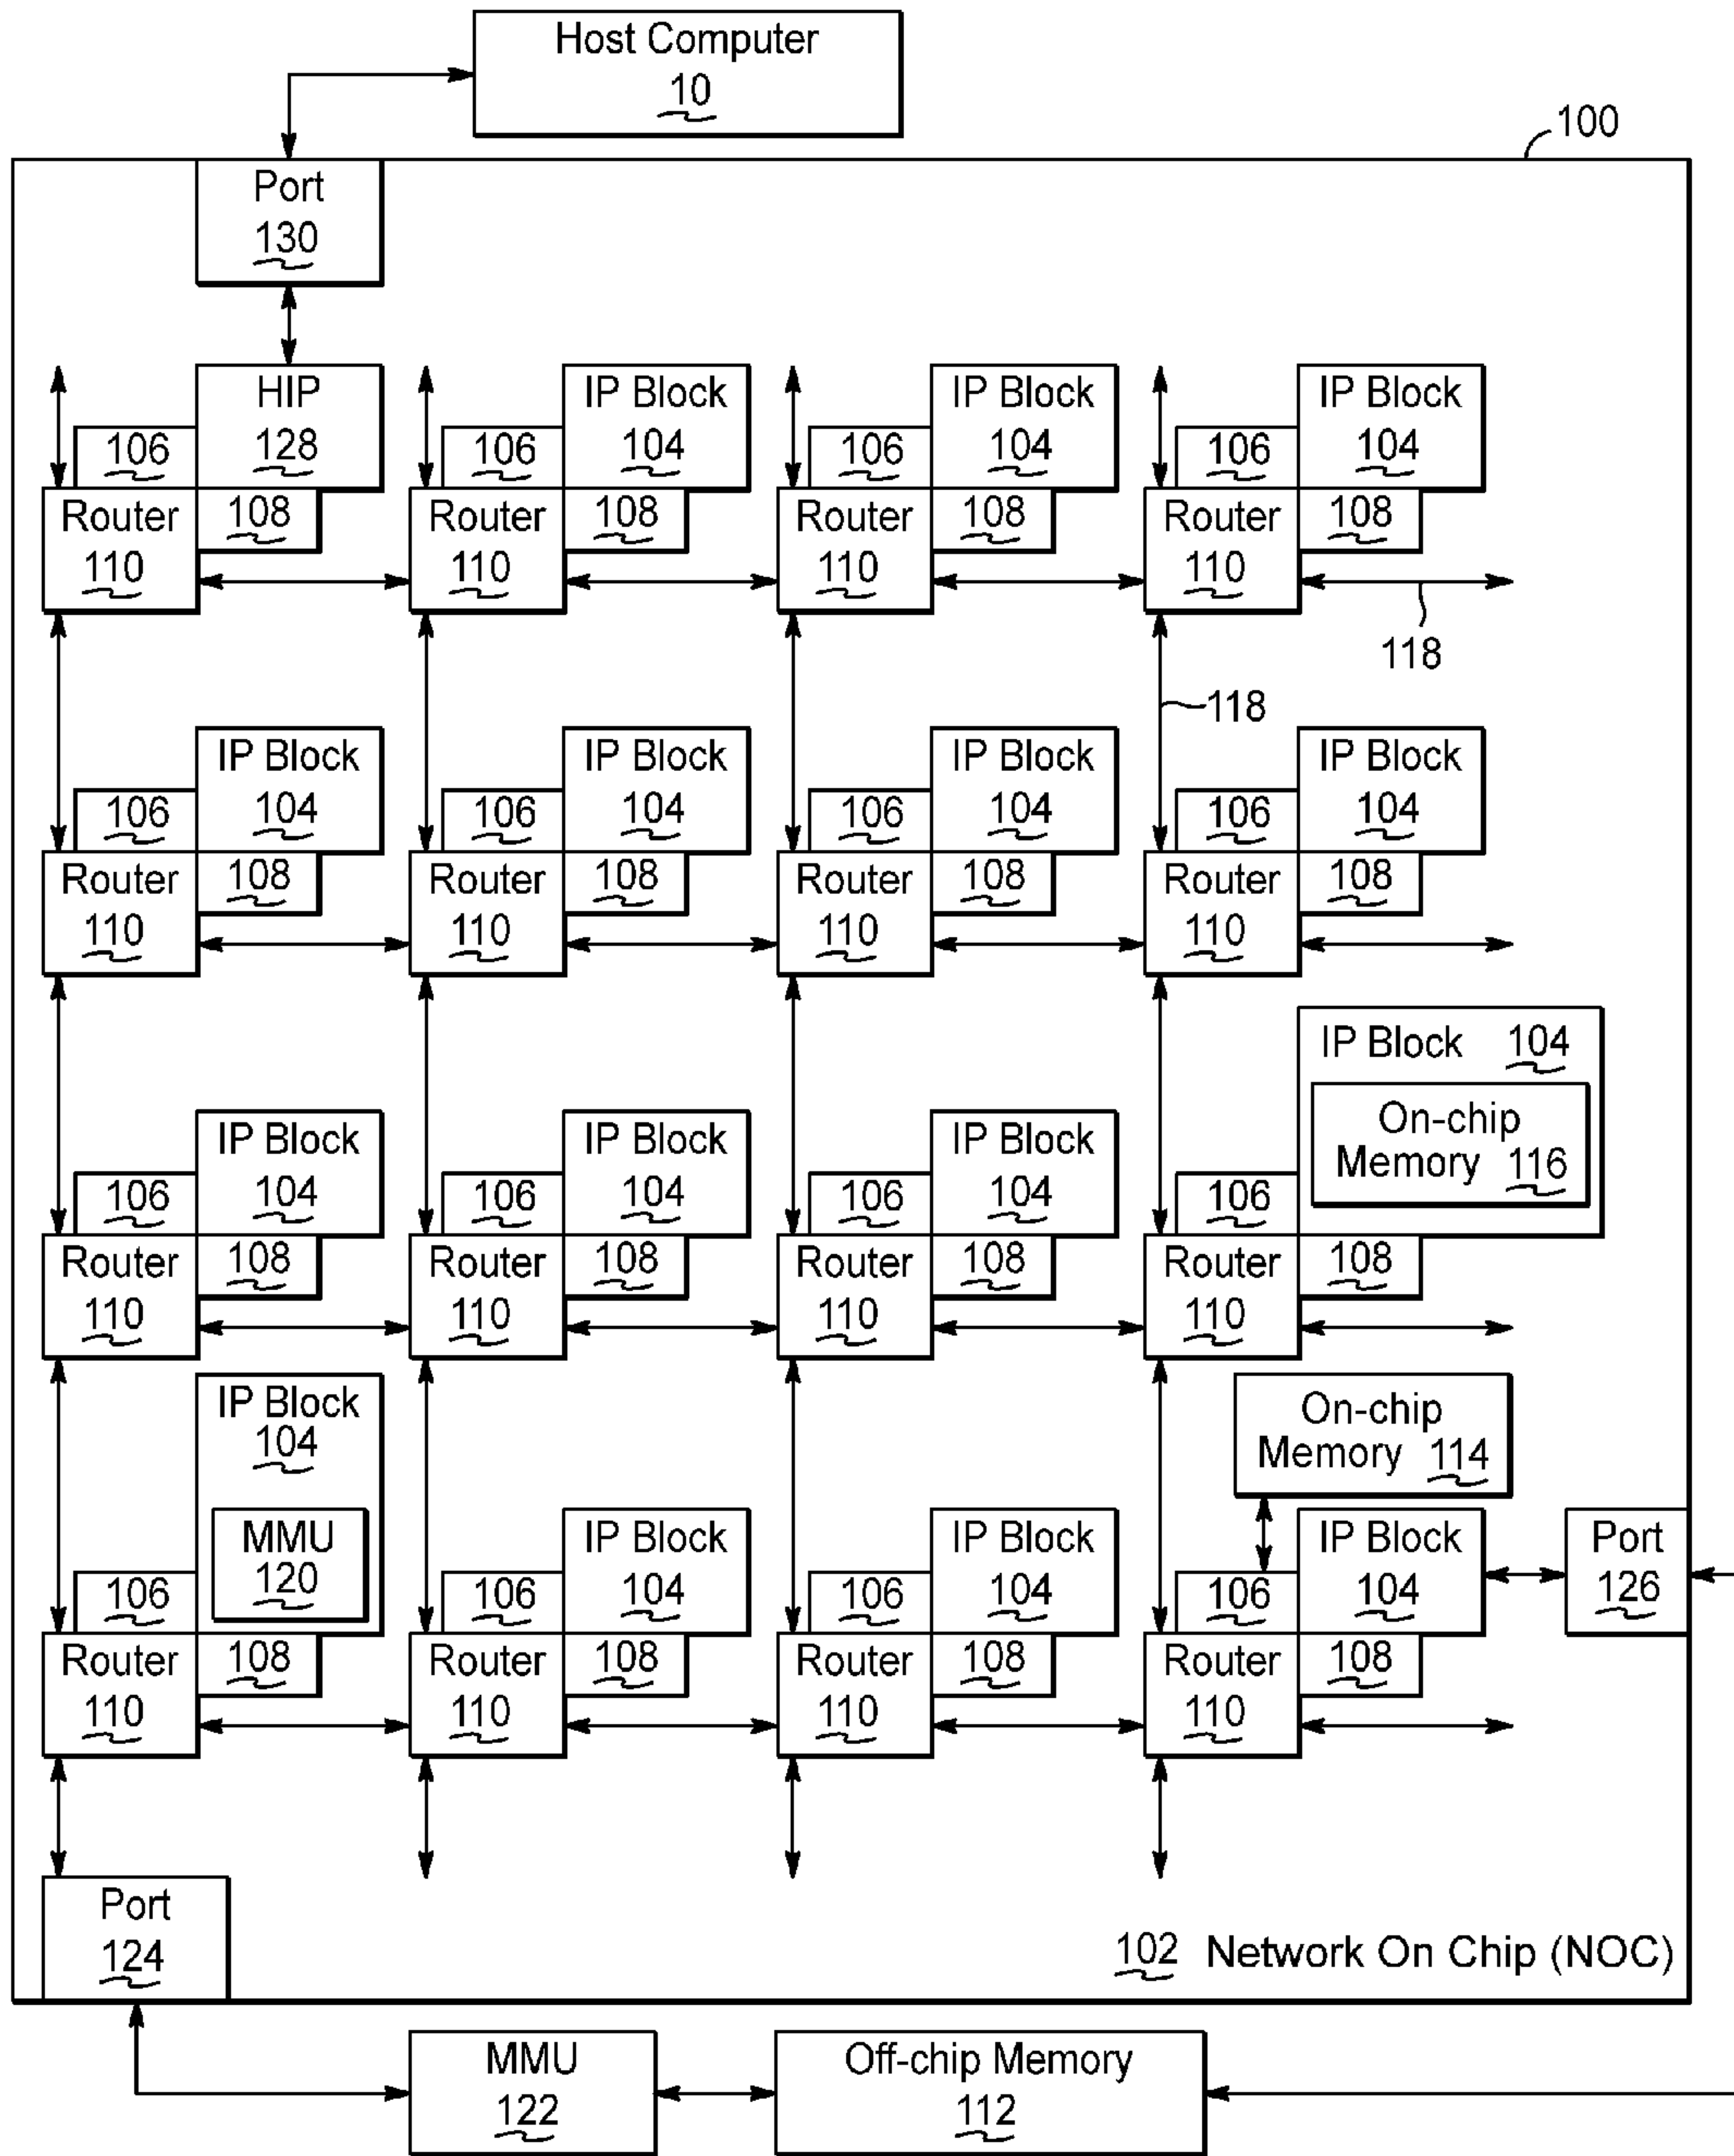 Host Computer
10
100
Port
130
HIP
128
106
Router
110
108
IP Block
104
106
Router
110
108
IP Block
104
106
Router
110
108
IP Block
104
106
Router
110
108
118
118
IP Block
104
106
Router
110
108
IP Block
104
106
Router
110
108
IP Block
104
106
Router
110
108
IP Block
104
106
Router
110
108
IP Block
104
106
Router
110
108
IP Block
104
106
Router
110
108
IP Block
104
106
Router
110
108
IP Block 104
On-chip
Memory 116
106
Router
110
108
IP Block
104
MMU
120
106
Router
110
108
IP Block
104
106
Router
110
108
IP Block
104
106
Router
110
108
On-chip
Memory 114
IP Block
104
106
Router
110
108
Port
126
Port
124
102 Network On Chip (NOC)
MMU
122
Off-chip Memory
112